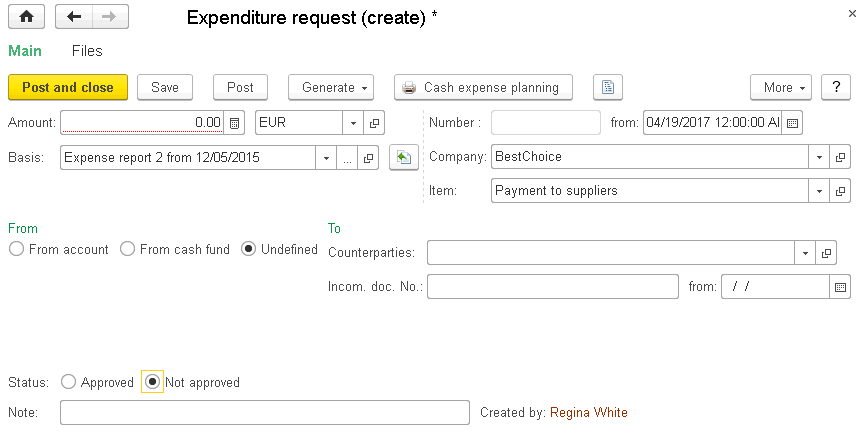 Expenditure request (create) *
Main Files
Post and close Save Post Generate Cash expense planning More ?
Amount: 0.00 EUR Number : from: 04/19/2017 12:00:00 AI
Basis: Expense report 2 from 12/05/2015 ... Company: BestChoice
Item: Payment to suppliers
From To
From account From cash fund Undefined Counterparties:
Incom. doc. No.: from: / /
Status: Approved Not approved
Note: Created by: Regina White